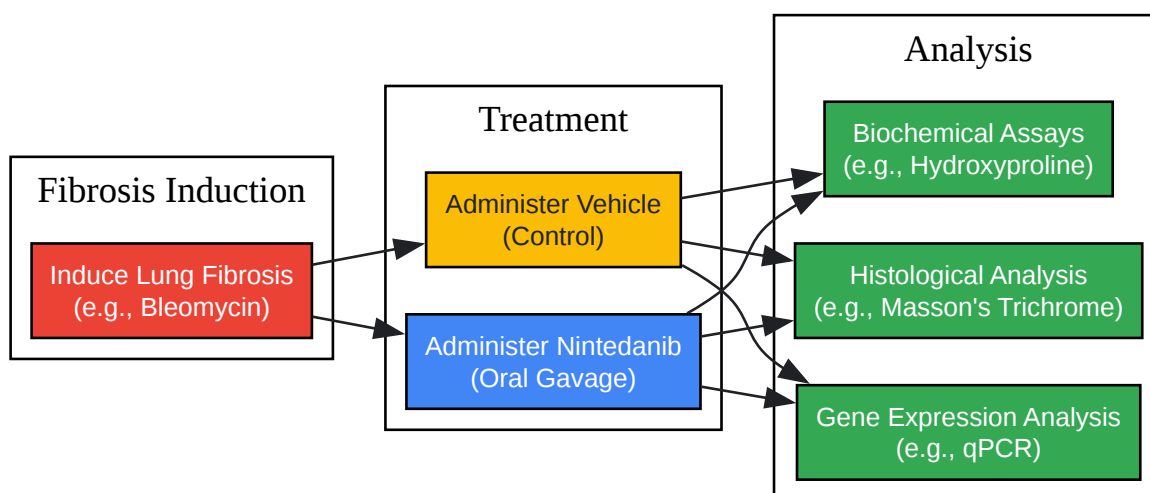 Fibrosis Induction
Induce Lung Fibrosis
(e.g., Bleomycin)
Treatment
Administer Vehicle
(Control)
Administer Nintedanib
(Oral Gavage)
Analysis
Biochemical Assays
(e.g., Hydroxyproline)
Histological Analysis
(e.g., Masson's Trichrome)
Gene Expression Analysis
(e.g., qPCR)